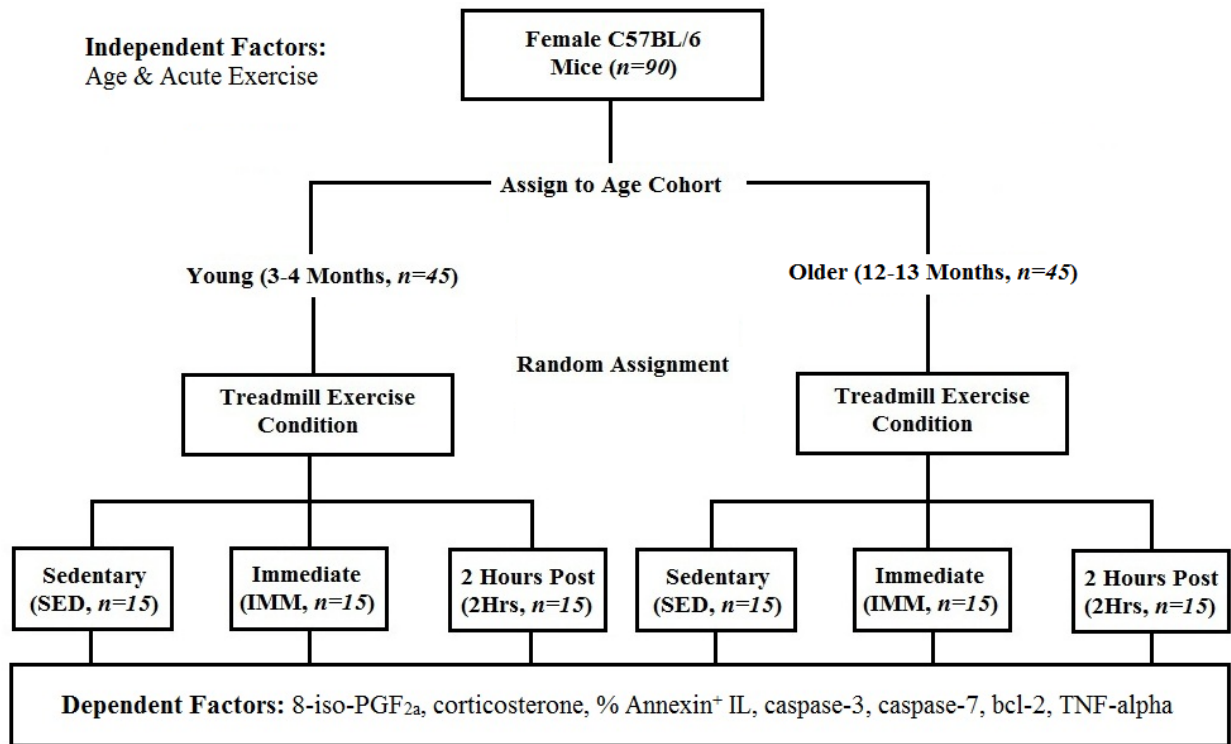 Independent Factors:
Age & Acute Exercise
Female C57BL/6
Mice (n=90)
Assign to Age Cohort
Young (3-4 Months, n=45)
Older (12-13 Months, n=45)
Random Assignment
Treadmill Exercise
Condition
Treadmill Exercise
Condition
Sedentary
(SED, n=15)
Immediate
(IMM, n=15)
2 Hours Post
(2Hrs, n=15)
Sedentary
(SED, n=15)
Immediate
(IMM, n=15)
2 Hours Post
(2Hrs, n=15)
Dependent Factors: 8-iso-PGF2a, corticosterone, % Annexin+ IL, caspase-3, caspase-7, bcl-2, TNF-alpha